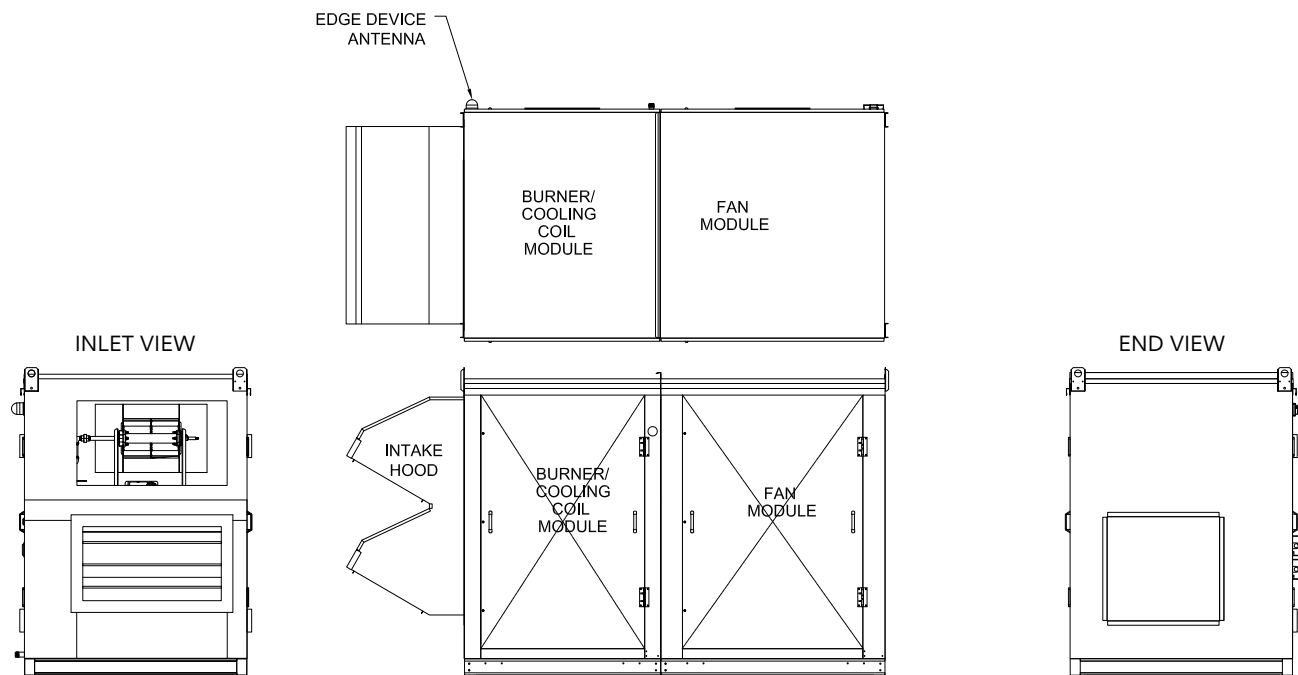 EDGE DEVICE
ANTENNA
BURNER/
COOLING
COIL
MODULE
FAN
MODULE
INLET VIEW
END VIEW
INTAKE
HOOD
BURNER/
COOLING
COIL
MODULE
FAN
MODULE